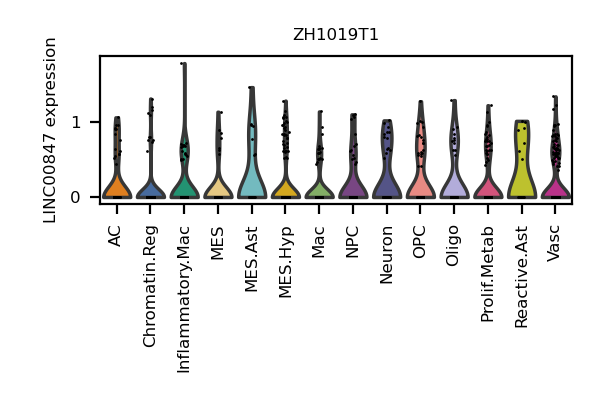 ZH1019T1
LINC00847 expression
1
0
AC
Chromatin.Reg
Inflammatory.Mac
MES
MES.Ast
MES.Hyp
Mac
NPC
Neuron
OPC
Oligo
Prolif.Metab
Reactive.Ast
Vasc